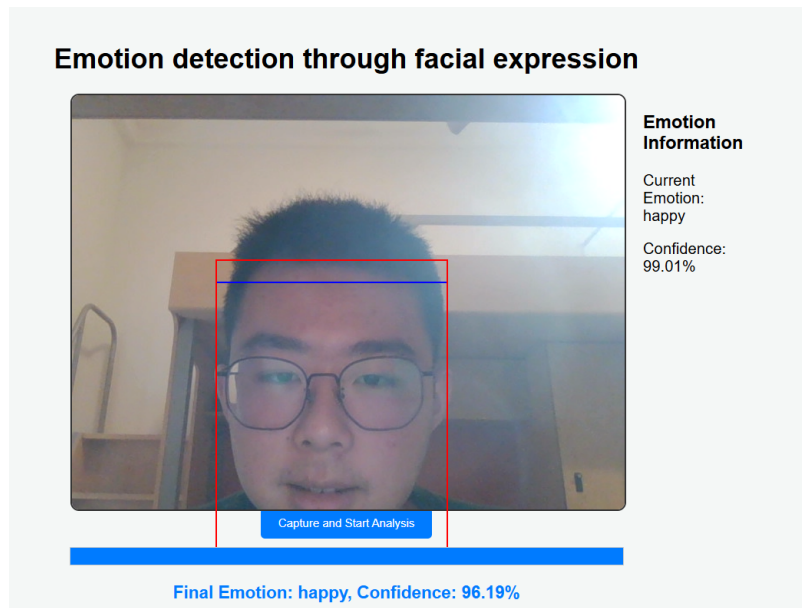 Emotion detection through facial expression
Emotion
Information
Current
Emotion:
happy
Confidence:
99.01%
Capture and Start Analysis
Final Emotion: happy, Confidence: 96.19%